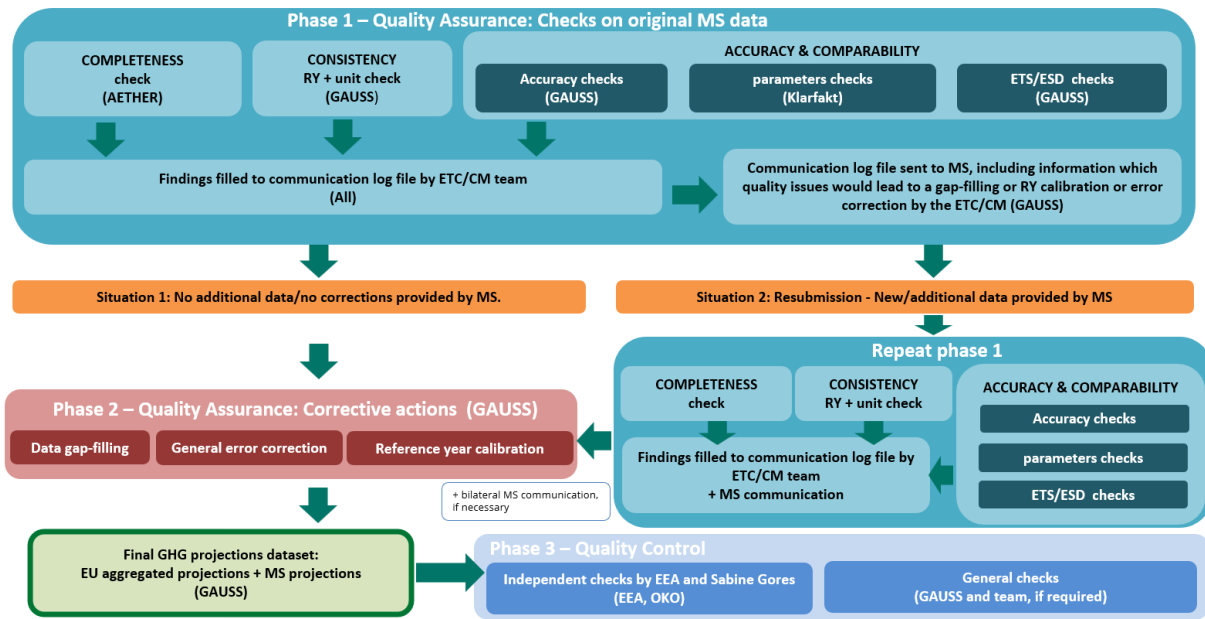 Phase 1 – Quality Assurance: Checks on original MS data
COMPLETENESS
check
(AETHER)
CONSISTENCY
RY + unit check
(GAUSS)
ACCURACY & COMPARABILITY
Accuracy checks
(GAUSS)
parameters checks
(Klarfakt)
ETS/ESD checks
(GAUSS)
Findings filled to communication log file by ETC/CM team
(All)
Communication log file sent to MS, including information which
quality issues would lead to a gap-filling or RY calibration or error
correction by the ETC/CM (GAUSS)
Situation 1: No additional data/no corrections provided by MS.
Situation 2: Resubmission - New/additional data provided by MS
Repeat phase 1
COMPLETENESS
check
CONSISTENCY
RY + unit check
ACCURACY & COMPARABILITY
Accuracy checks
parameters checks
ETS/ESD checks
Findings filled to communication log file by
ETC/CM team
+ MS communication
Phase 2 – Quality Assurance: Corrective actions (GAUSS)
Data gap-filling
General error correction
Reference year calibration
+ bilateral MS communication,
if necessary
Final GHG projections dataset:
EU aggregated projections + MS projections
(GAUSS)
Phase 3 – Quality Control
Independent checks by EEA and Sabine Gores
(EEA, OKO)
General checks
(GAUSS and team, if required)